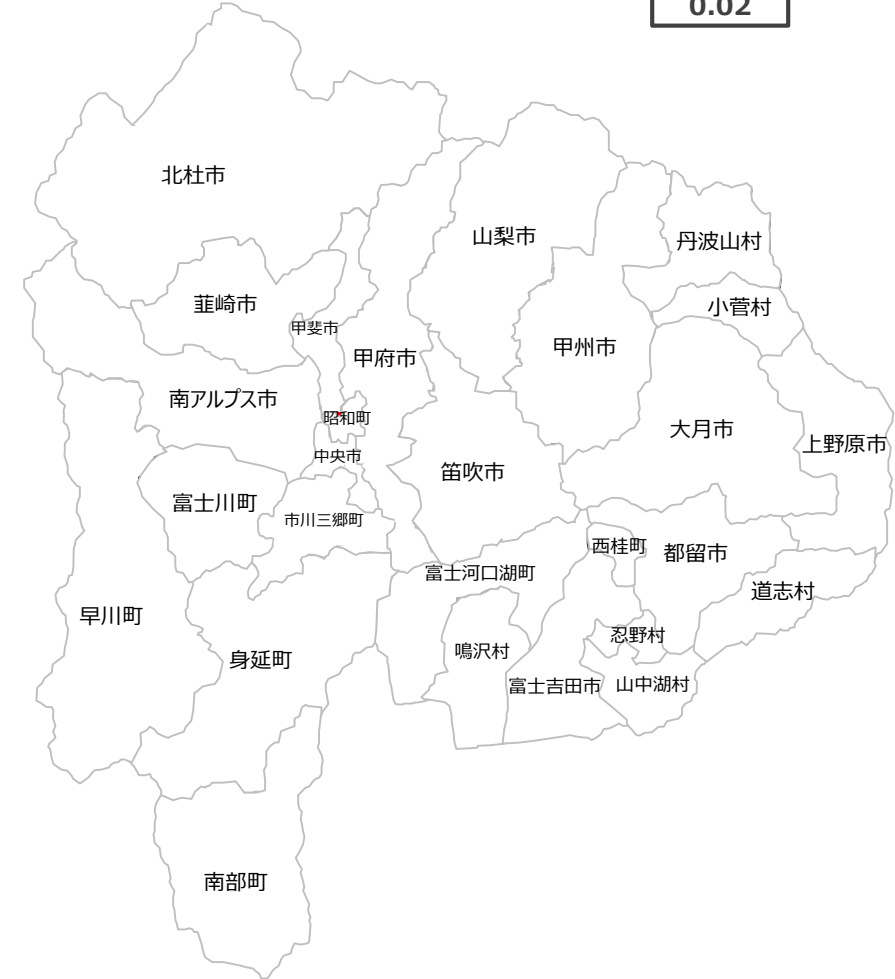 0.02
北杜市
山梨市
丹波山村
韮崎市
小菅村
甲斐市
甲府市
甲州市
南アルプス市
昭和町
大月市
上野原市
中央市
笛吹市
富士川町
市川三郷町
西桂町
都留市
富士河口湖町
道志村
早川町
忍野村
鳴沢村
身延町
富士吉田市
山中湖村
南部町